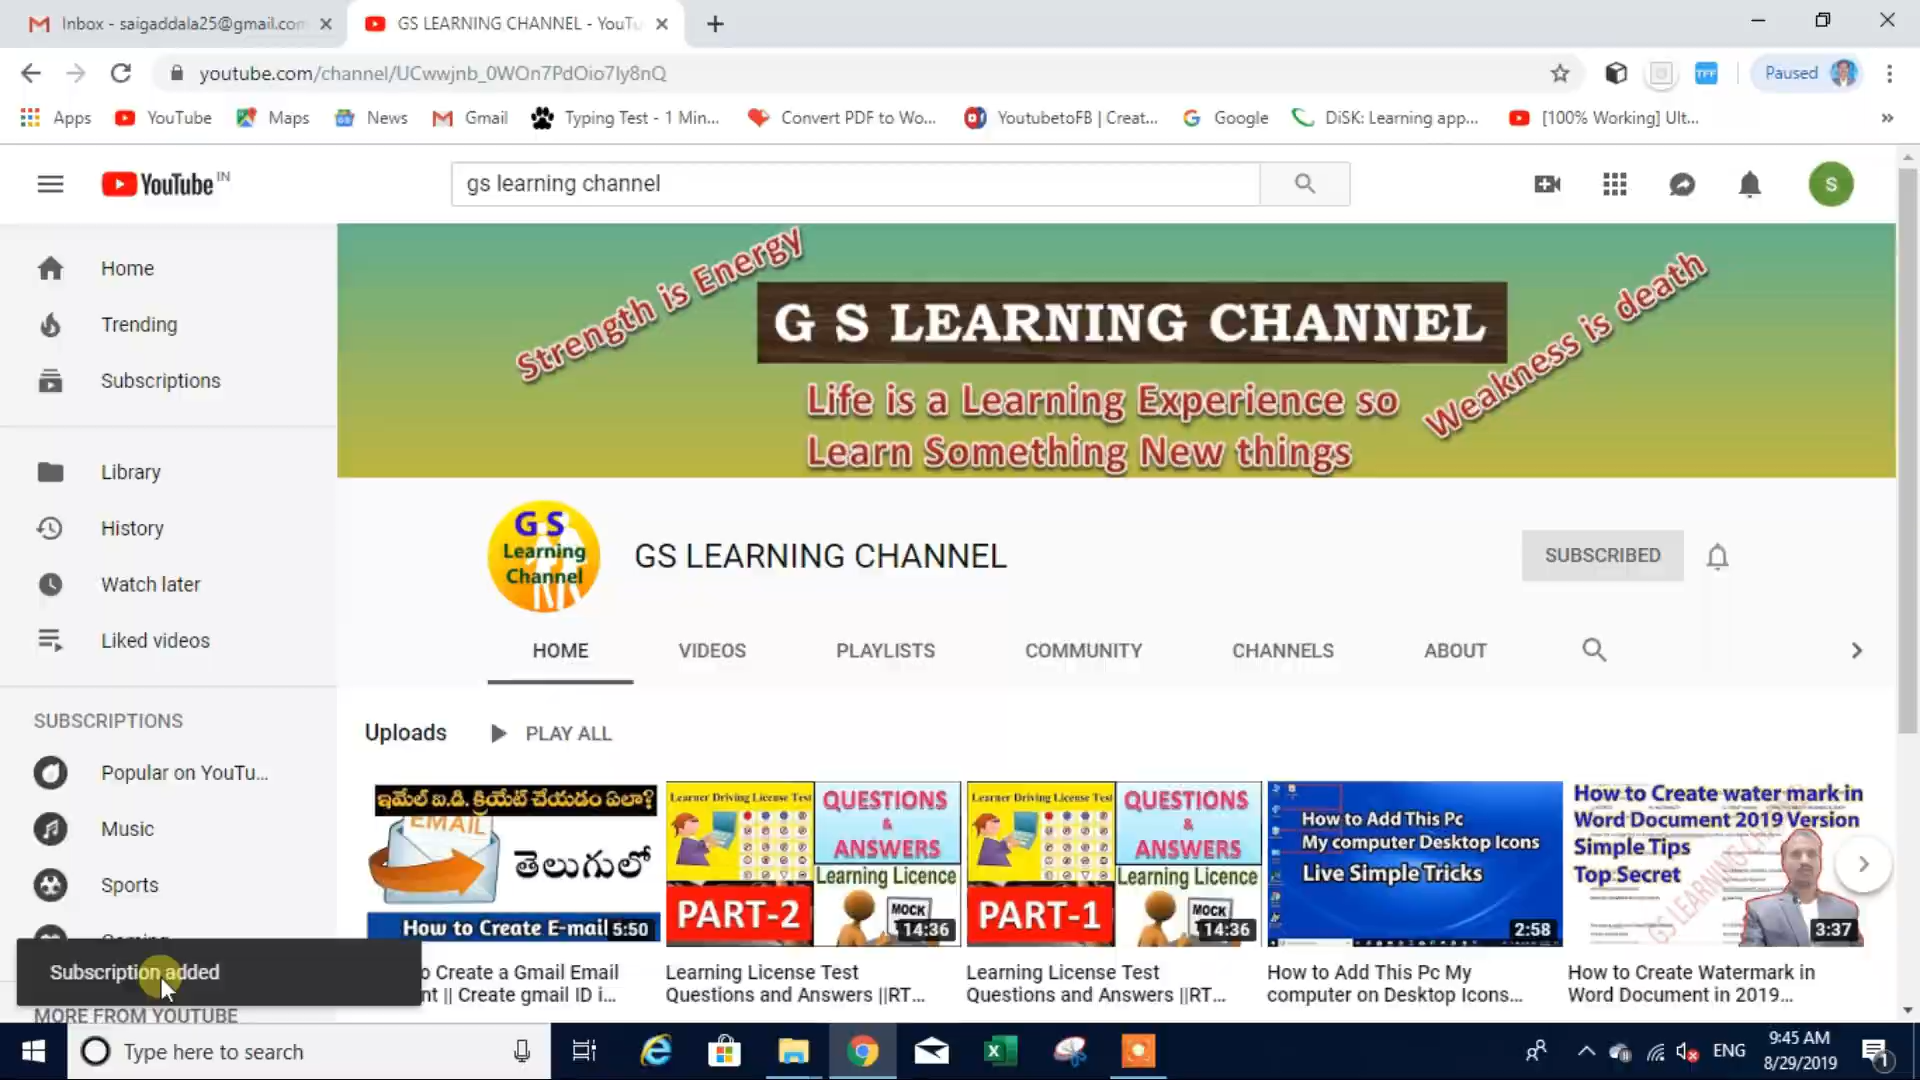 Inbox - saigaddala25@gmail.com
GS LEARNING CHANNEL - YouTu
youtube.com/channel/UCwwjnb_0WOn7PdOio7ly8nQ
Paused
Apps
YouTube
Maps
News
Gmail
Typing Test - 1 Min...
Convert PDF to Wo...
YoutubetoFB | Creat...
Google
DiSK: Learning app...
[100% Working] Ult...
»
YouTube IN
gs learning channel
S
Home
Trending
Subscriptions
Library
History
Watch later
Liked videos
SUBSCRIPTIONS
Popular on YouTu...
Music
Sports
Subscription added
MORE FROM YOUTUBE
Strength is Energy
G S LEARNING CHANNEL
Weakness is death
Life is a Learning Experience so
Learn Something New things
G S
Learning
Channel
GS LEARNING CHANNEL
SUBSCRIBED
HOME
VIDEOS
PLAYLISTS
COMMUNITY
CHANNELS
ABOUT
Uploads
PLAY ALL
ఇమేల్ ఐ.డి. క్రియేట్ చేయడం ఏలా?
EMAIL
తెలుగులో
How to Create E-mail
5:50
o Create a Gmail Email
nt || Create gmail ID i...
Learner Driving License Test
QUESTIONS
&
ANSWERS
Learning Licence
PART-2
MOCK
14:36
Learning License Test
Questions and Answers ||RT...
Learner Driving License Test
QUESTIONS
&
ANSWERS
Learning Licence
PART-1
MOCK
14:36
Learning License Test
Questions and Answers ||RT...
How to Add This Pc
My computer Desktop Icons
Live Simple Tricks
2:58
How to Add This Pc My
computer on Desktop Icons...
How to Create water mark in
Word Document 2019 Version
Simple Tips
Top Secret
3:37
How to Create Watermark in
Word Document in 2019...
Type here to search
ENG
9:45 AM
8/29/2019
1